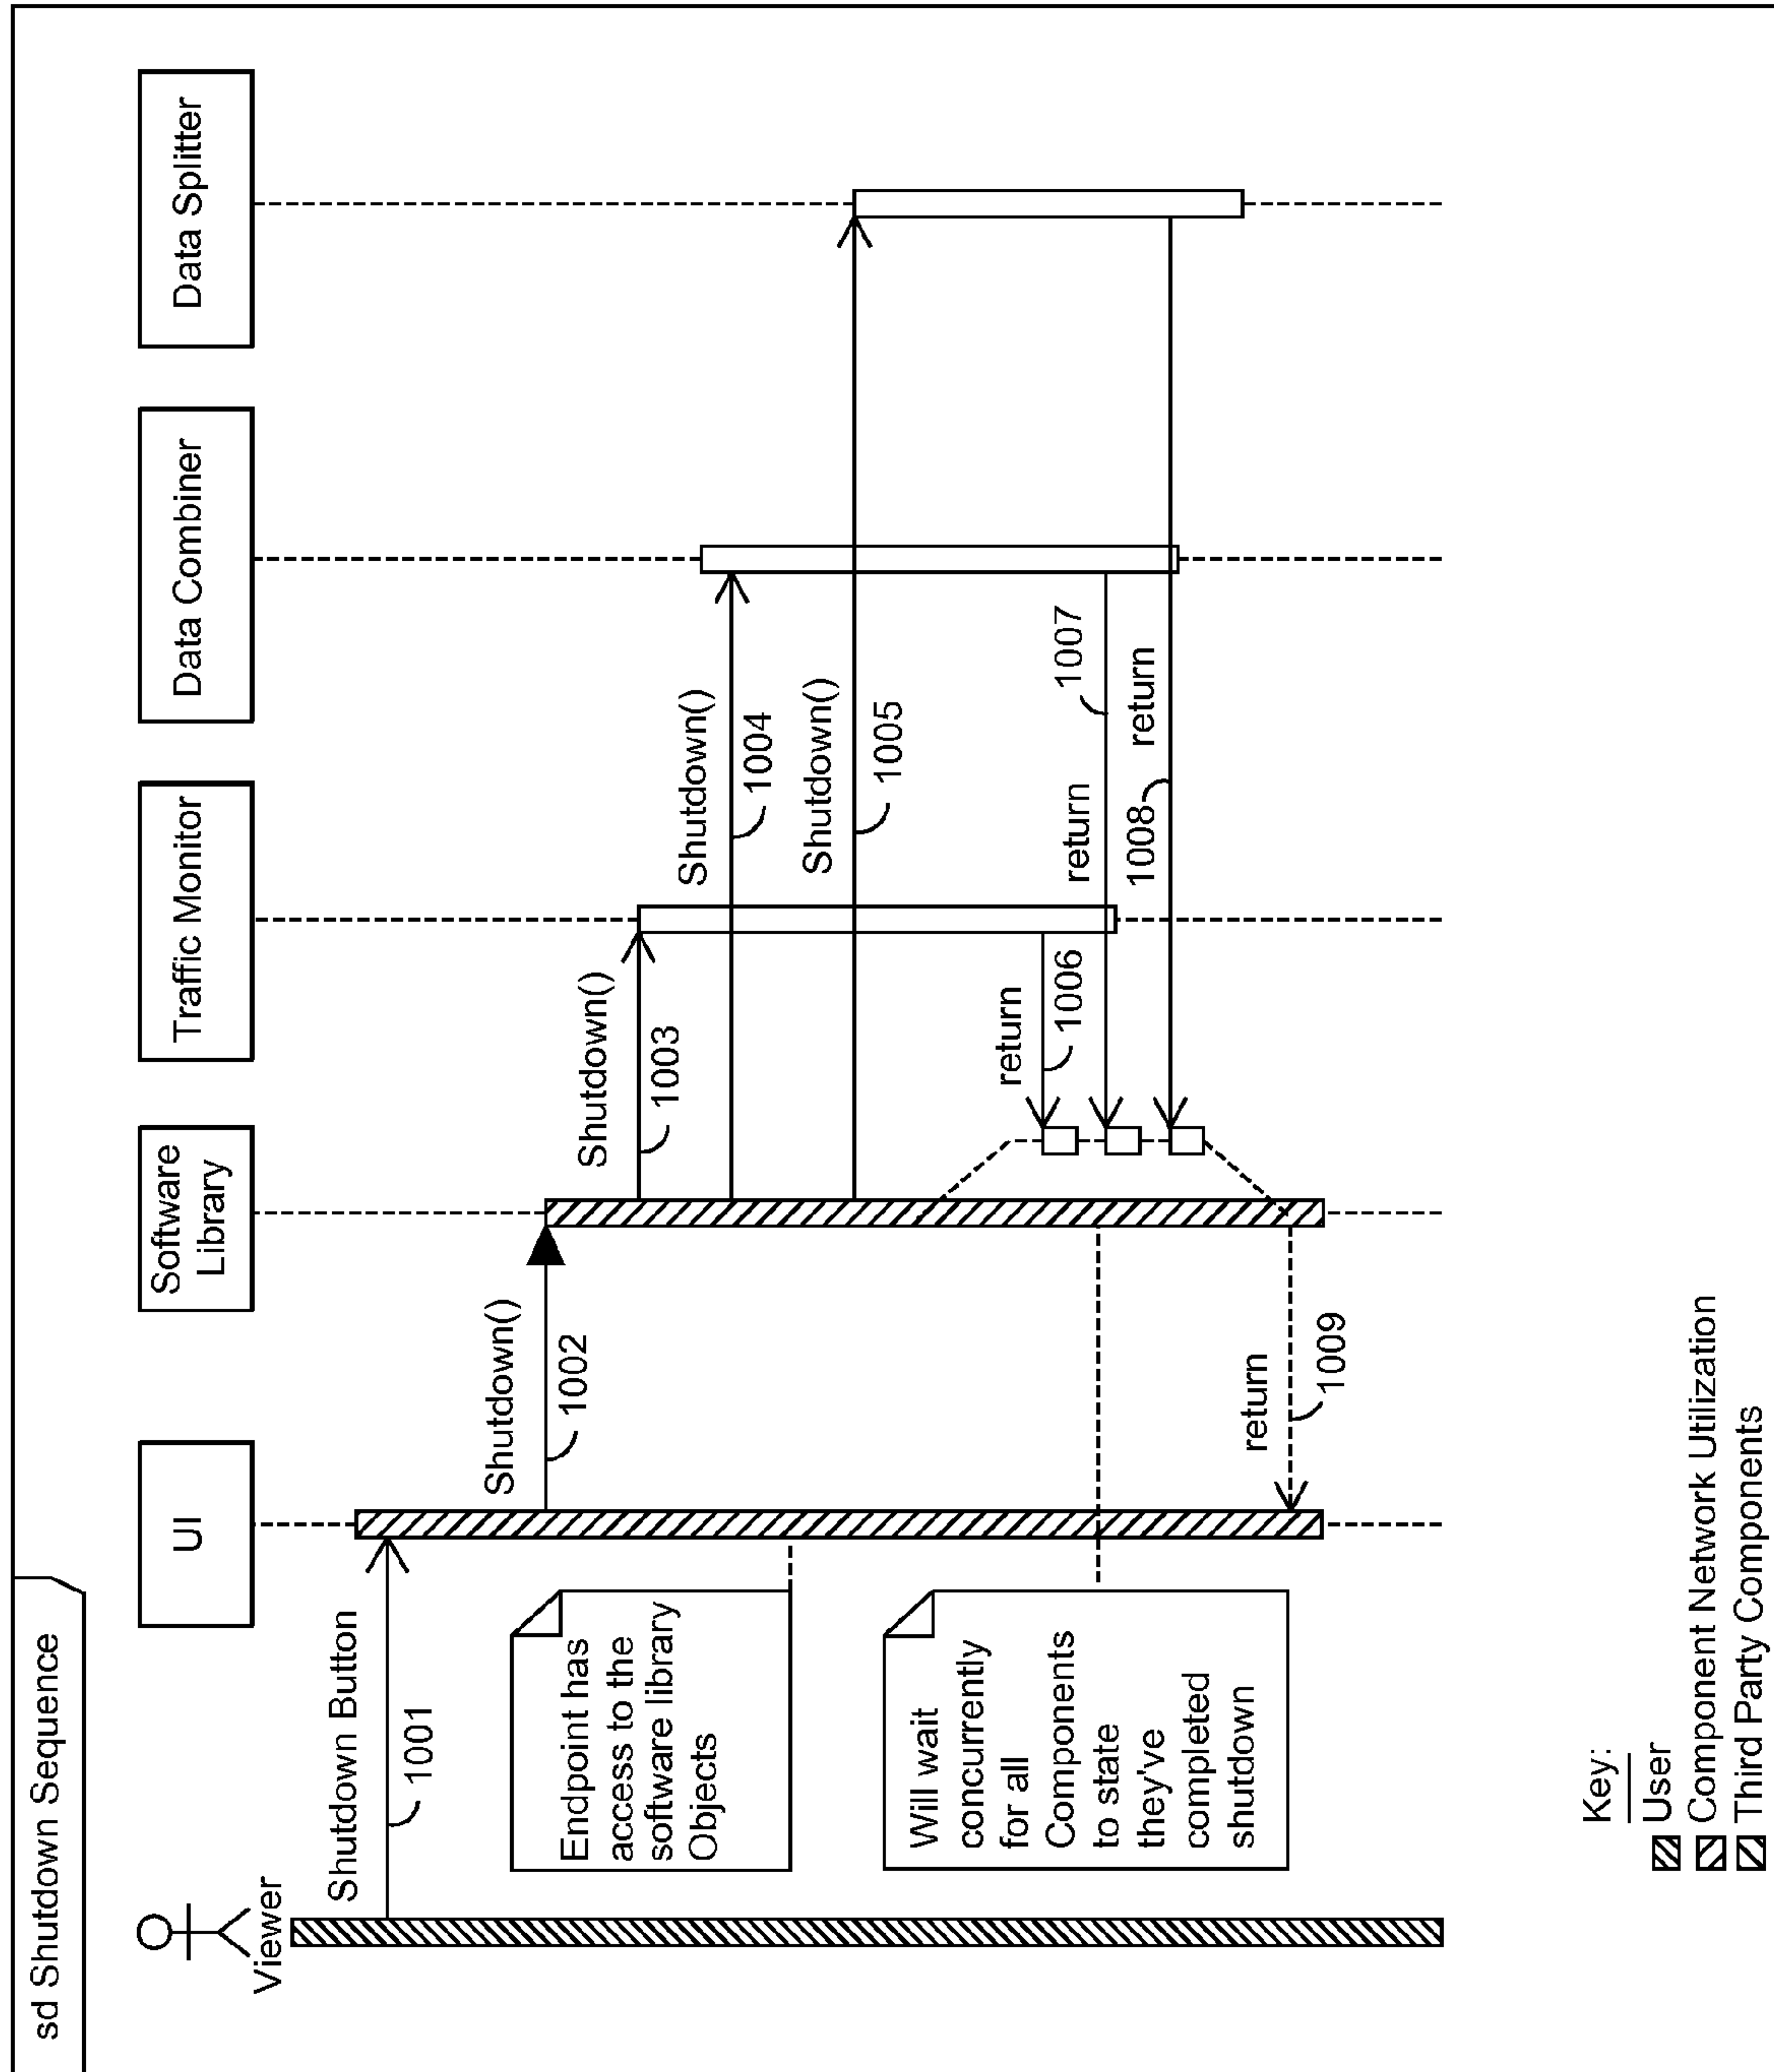 sd Shutdown Sequence
Viewer
UI
Software
Library
Traffic Monitor
Data Combiner
Data Splitter
Shutdown Button
1001
Shutdown()
1002
Shutdown()
1003
Shutdown()
1004
Shutdown()
1005
Endpoint has
access to the
software library
Objects
Will wait
concurrently
for all
Components
to state
they've
completed
shutdown
return
1006
return
1007
1008
return
return
1009
Key:
User
Component Network Utilization
Third Party Components